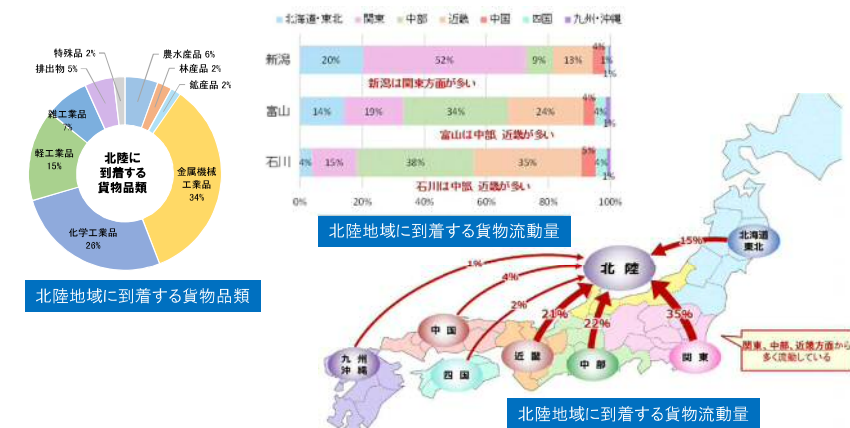 特殊品 2%
農水産品 6%
排出物 5%
林産品 2%
鉱産品 2%
雑工業品
7%
軽工業品
15%
北陸に
到着する
貨物品類
金属機械
工業品
34%
化学工業品
26%
北陸地域に到着する貨物品類
北海道・東北 関東 中部 近畿 中国 四国 九州・沖縄
新潟 20% 52% 9% 13% 4% 1% 1%
新潟は関東方面が多い
富山 14% 19% 34% 24% 4% 4% 1%
富山は中部、近畿が多い
石川 4% 15% 38% 35% 5% 4% 1%
石川は中部、近畿が多い
0% 20% 40% 60% 80% 100%
北陸地域に到着する貨物流動量
北海道
東北
15%
北陸
1%
4%
2%
21%
22%
35%
中国
九州
沖縄
四国
近畿
中部
関東
関東、中部、近畿方面から
多く流動している
北陸地域に到着する貨物流動量